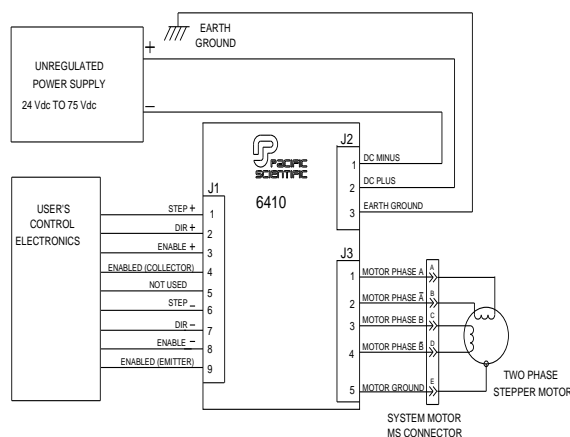 EARTH
GROUND
UNREGULATED
POWER SUPPLY
24 Vdc TO 75 Vdc
+
−
PACIFIC
SCIENTIFIC
6410
J2
1 DC MINUS
2 DC PLUS
3 EARTH GROUND
USER'S
CONTROL
ELECTRONICS
J1
STEP + 1
DIR + 2
ENABLE + 3
ENABLED (COLLECTOR) 4
NOT USED 5
STEP − 6
DIR − 7
ENABLE − 8
ENABLED (EMITTER) 9
J3
1 MOTOR PHASE A A
2 MOTOR PHASE A̅ B
3 MOTOR PHASE B C
4 MOTOR PHASE B̅ D
5 MOTOR GROUND E
TWO PHASE
STEPPER MOTOR
SYSTEM MOTOR
MS CONNECTOR